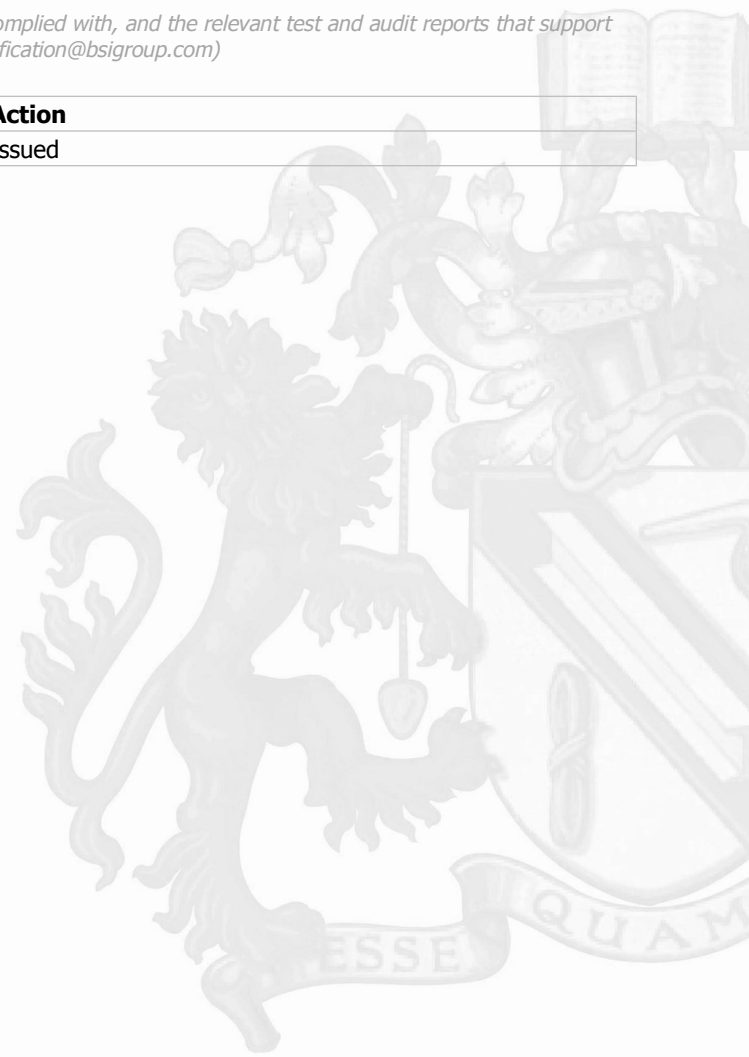 omplied with, and the relevant test and audit reports that support
fication@bsigroup.com)
Action
ssued
ESSE QUAM